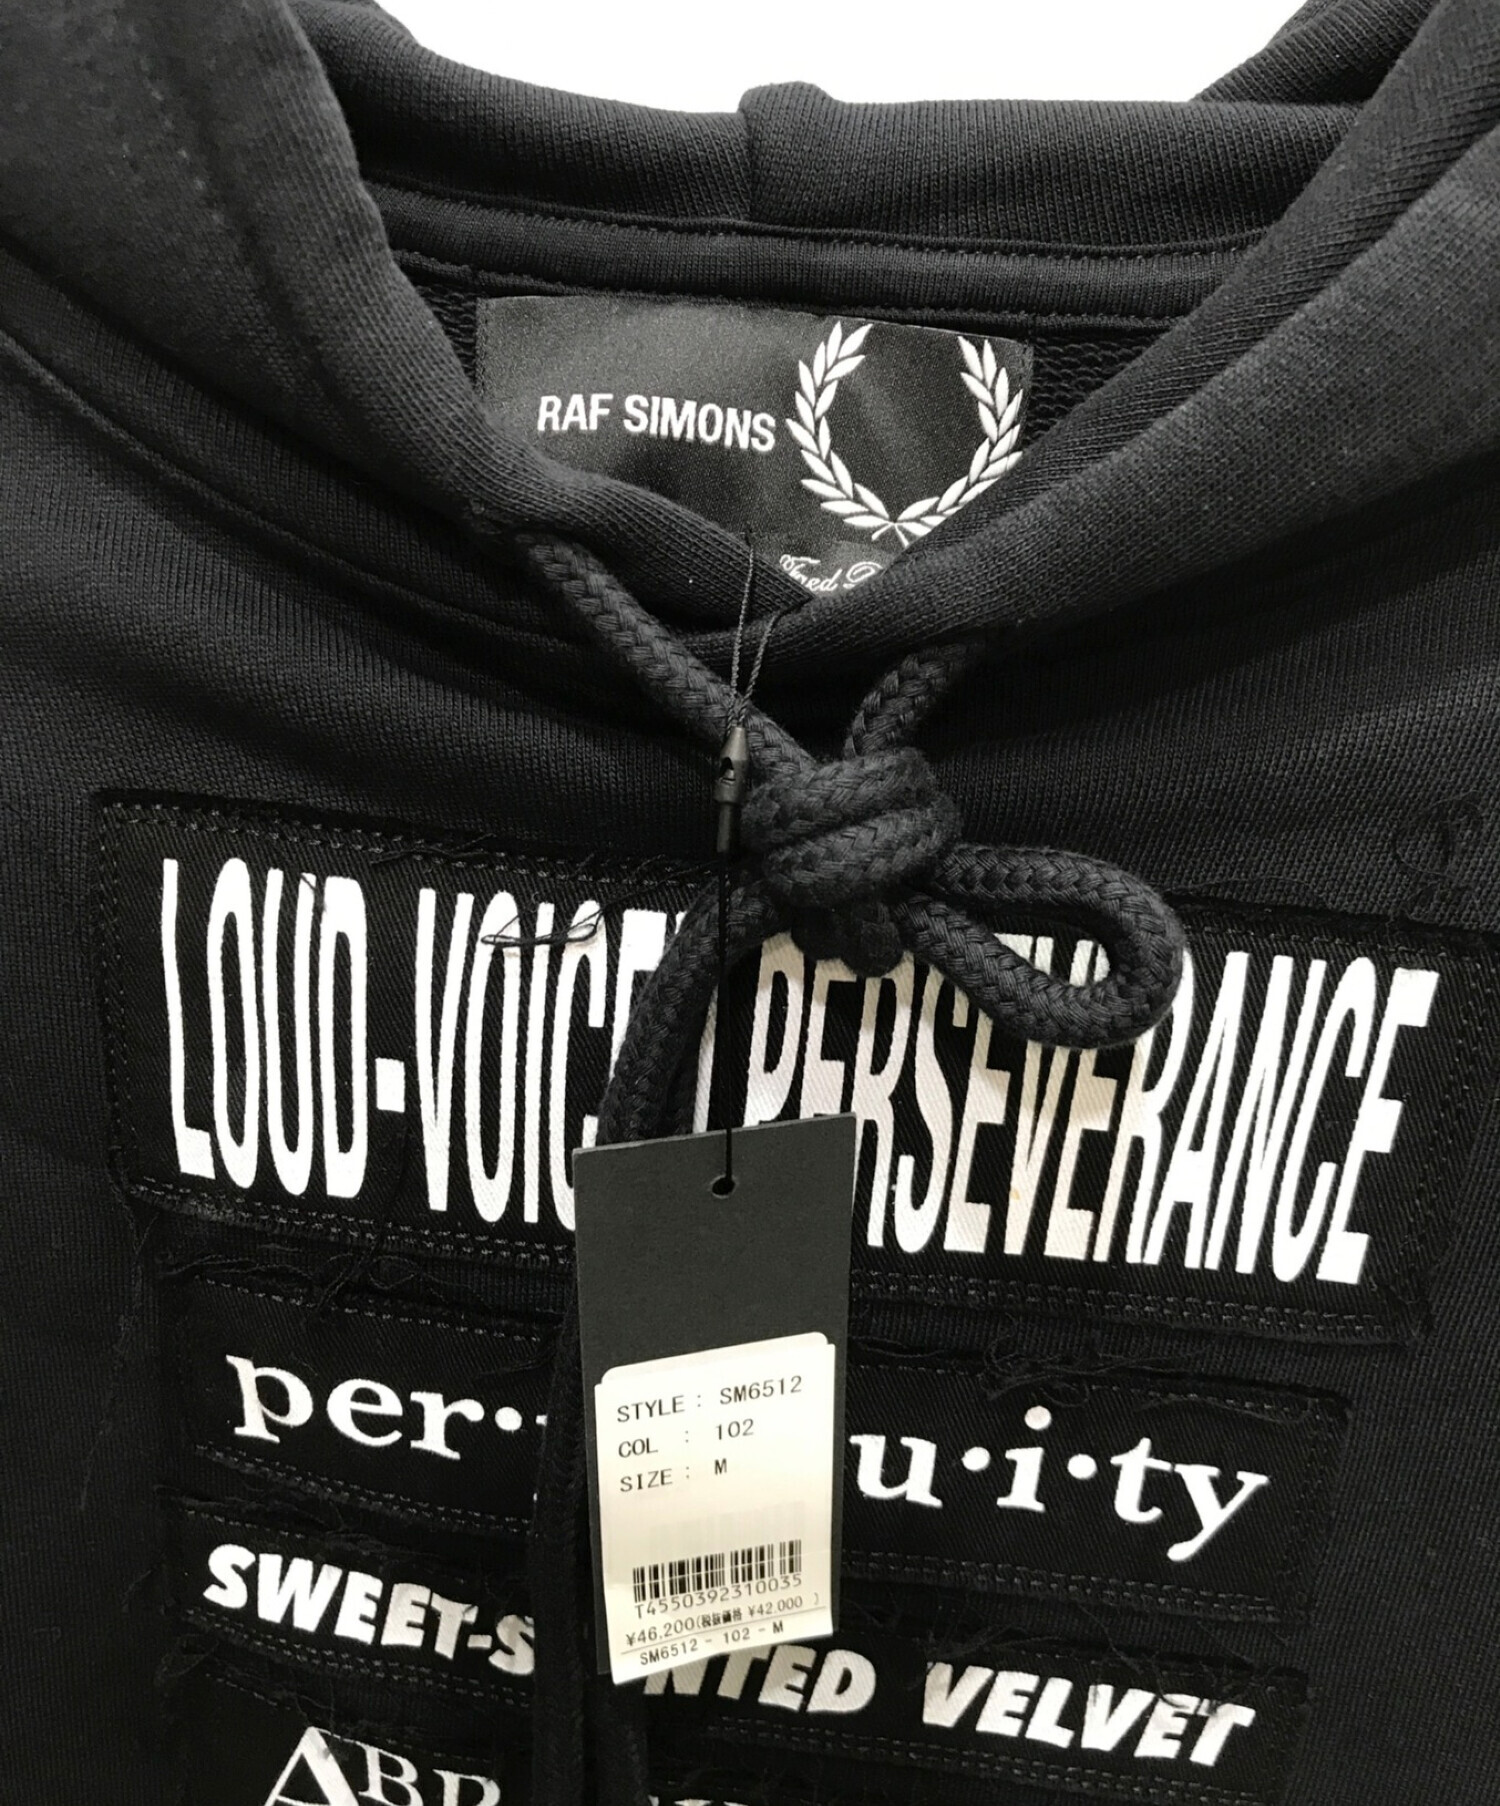 RAF SIMONS
Fred
LOUD-VOICE PERSEVERANCE
per· u·i·ty
STYLE : SM6512
COL : 102
SIZE : M
T4550392310035
¥46.200(税抜価格 ¥42.000 )
SM6512 - 102 - M
SWEET-S NTED VELVET